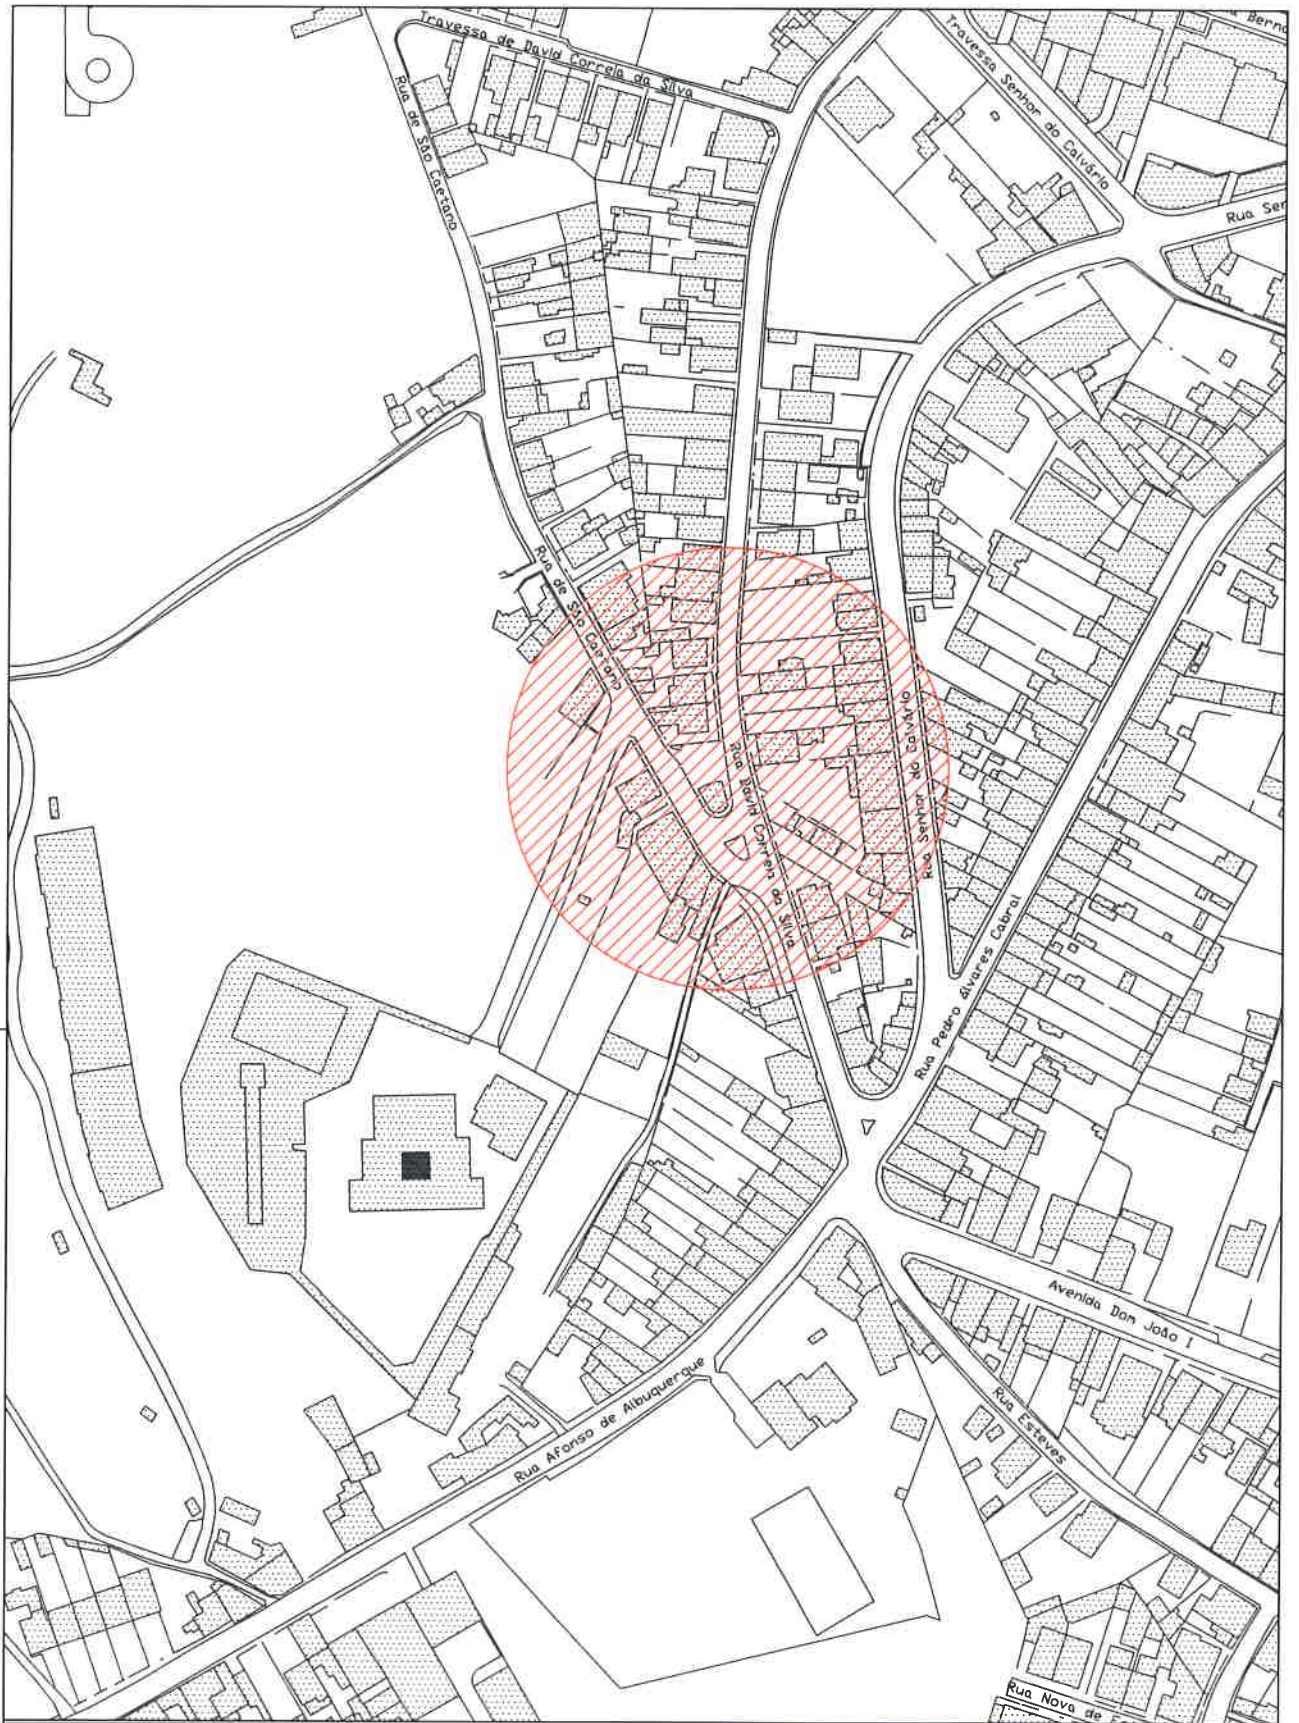 Travessa de David Correia da Silva
Travessa Senhor do Calvário
Rua de São Caetano
Rua Ser
Rua de São Caetano
Rua David Correia da Silva
Rua Senhor do Calvário
Rua Pedro Álvares Cabral
Avenida Dom João I
Rua Afonso de Albuquerque
Rua Esteves
Rua Nova de